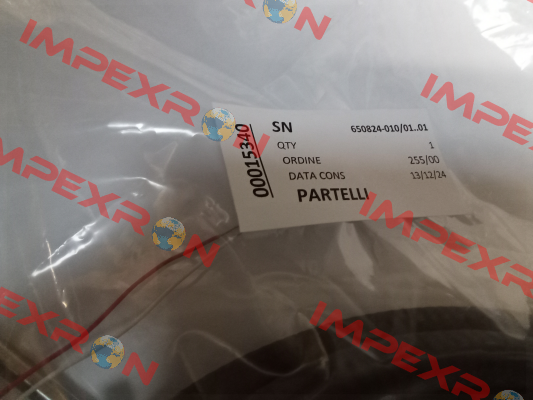 00015340
SN 650824-010/01..01
QTY 1
ORDINE 255/00
DATA CONS 13/12/24
PARTELLI
IMPEXRON
IMPEXRON
IMPEXRON
IMPEXRON
IMPEXRON
IMPEXRON